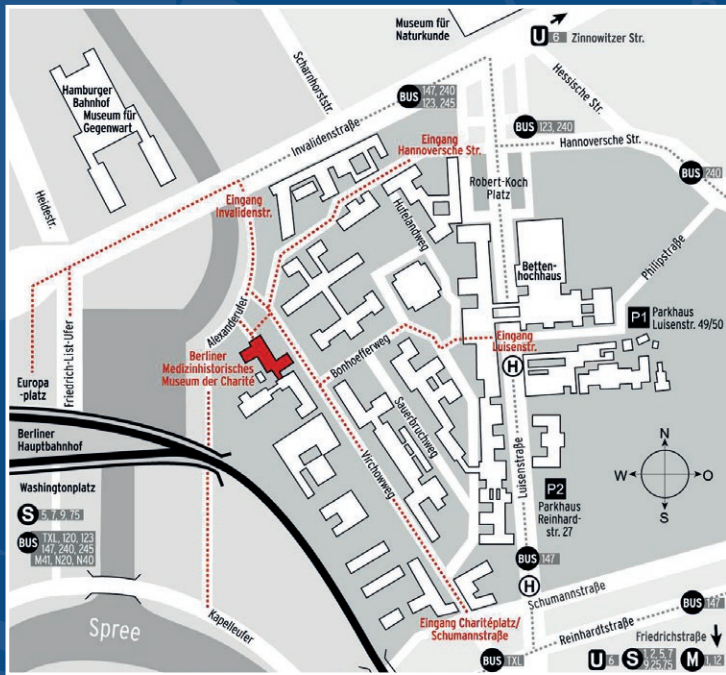 Museum für
Naturkunde
U 6 Zinnowitzer Str.
Scharnhorststr.
Hessische Str.
Hamburger
Bahnhof
Museum für
Gegenwart
BUS 147, 240
123, 245
BUS 123, 240
Invalidenstraße
Hannoversche Str.
Eingang
Hannoversche Str.
BUS 240
Heidestr.
Eingang
Invalidenstr.
Robert-Koch
Platz
Hufelandweg
Philipstraße
Betten-
hochhaus
P1
Parkhaus
Luisenstr. 49/50
Alexanderufer
Eingang
Luisenstr.
Bonhoefferweg
Berliner
Medizinhistorisches
Museum der Charité
H
Friedrich-List-Ufer
Europa
-platz
Sauerbruchweg
Berliner
Hauptbahnhof
Virchowweg
Luisenstraße
N
W O
S
Washingtonplatz
P2
Parkhaus
Reinhard-
str. 27
S 5, 7, 9, 75
BUS TXL, 120, 123
147, 240, 245
M41, N20, N40
BUS 147
H
Schumannstraße
Kapelleufer
Eingang Charitéplatz/
Schumannstraße
BUS 147
Spree
Reinhardtstraße
Friedrichstraße
BUS TXL
U 6 S 1, 2, 5, 7
9,25,75 M 1, 12